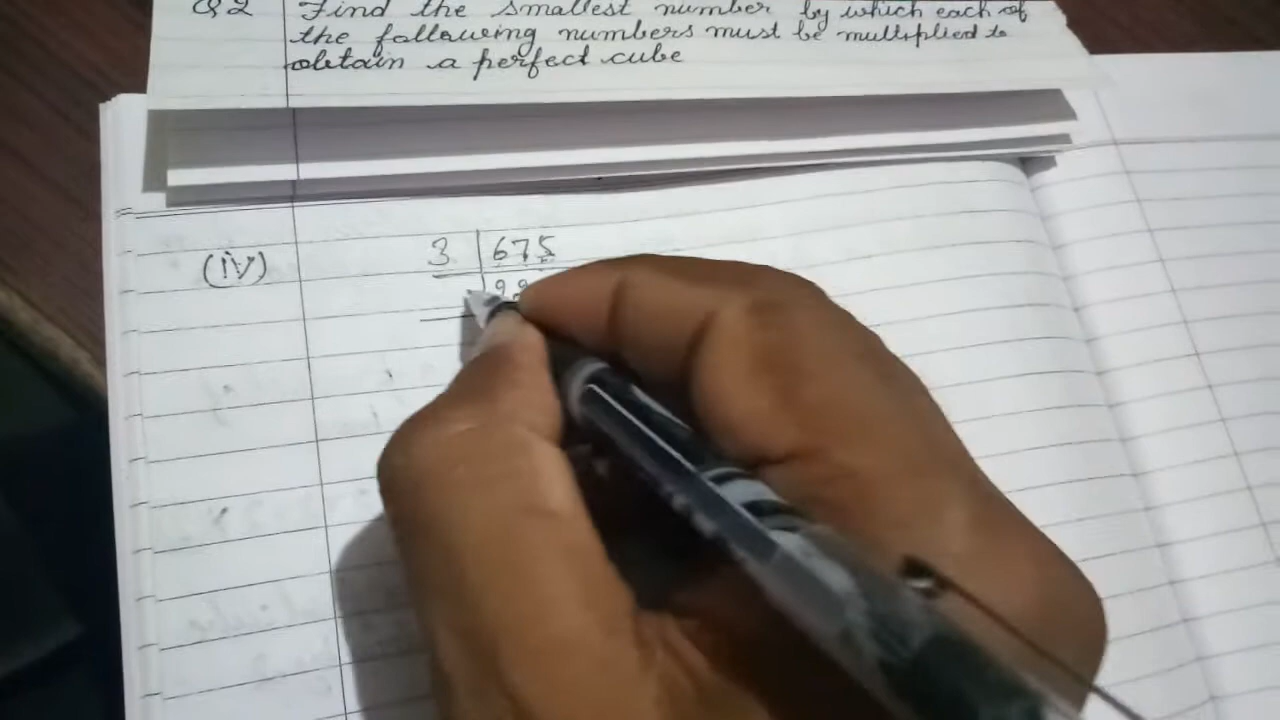 Q2 Find the smallest number by which each of
the following numbers must be multiplied to
obtain a perfect cube
(iv) 3 675
22